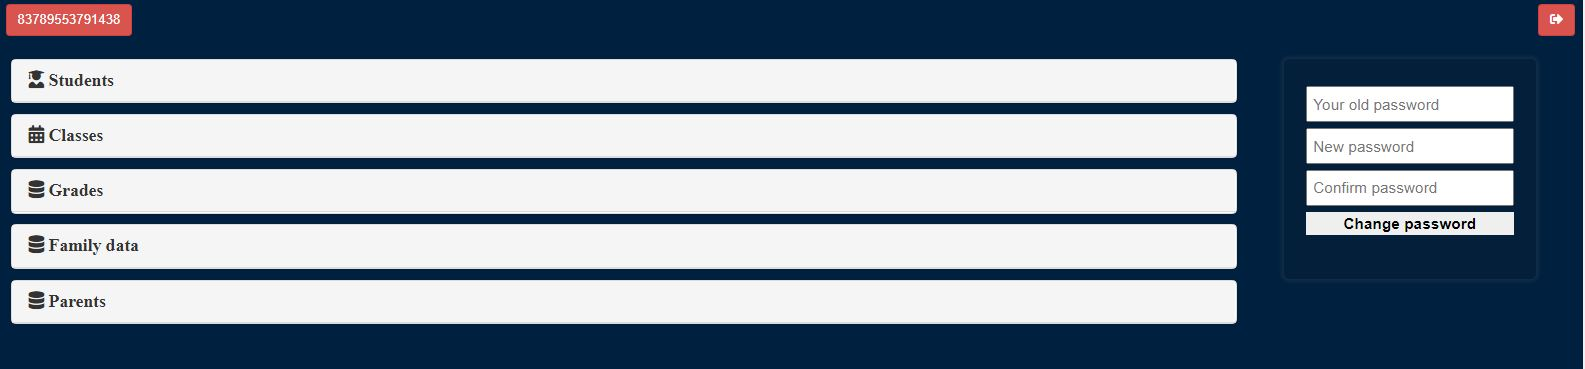 83789553791438
Students
Classes
Grades
Family data
Parents
Your old password
New password
Confirm password
Change password